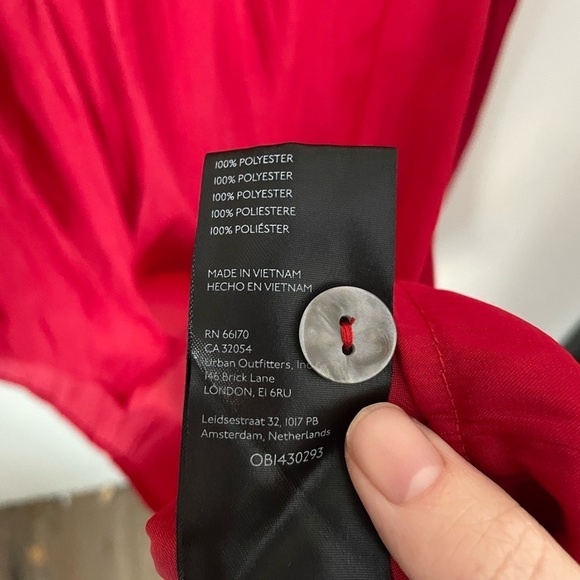 100% POLYESTER
100% POLYESTER
100% POLYESTER
100% POLIESTERE
100% POLIÉSTER
MADE IN VIETNAM
HECHO EN VIETNAM
RN 66170
CA 32054
Urban Outfitters, Inc
146 Brick Lane
LONDON, E1 6RU
Leidsestraat 32, 1017 PB
Amsterdam, Netherlands
OB1430293